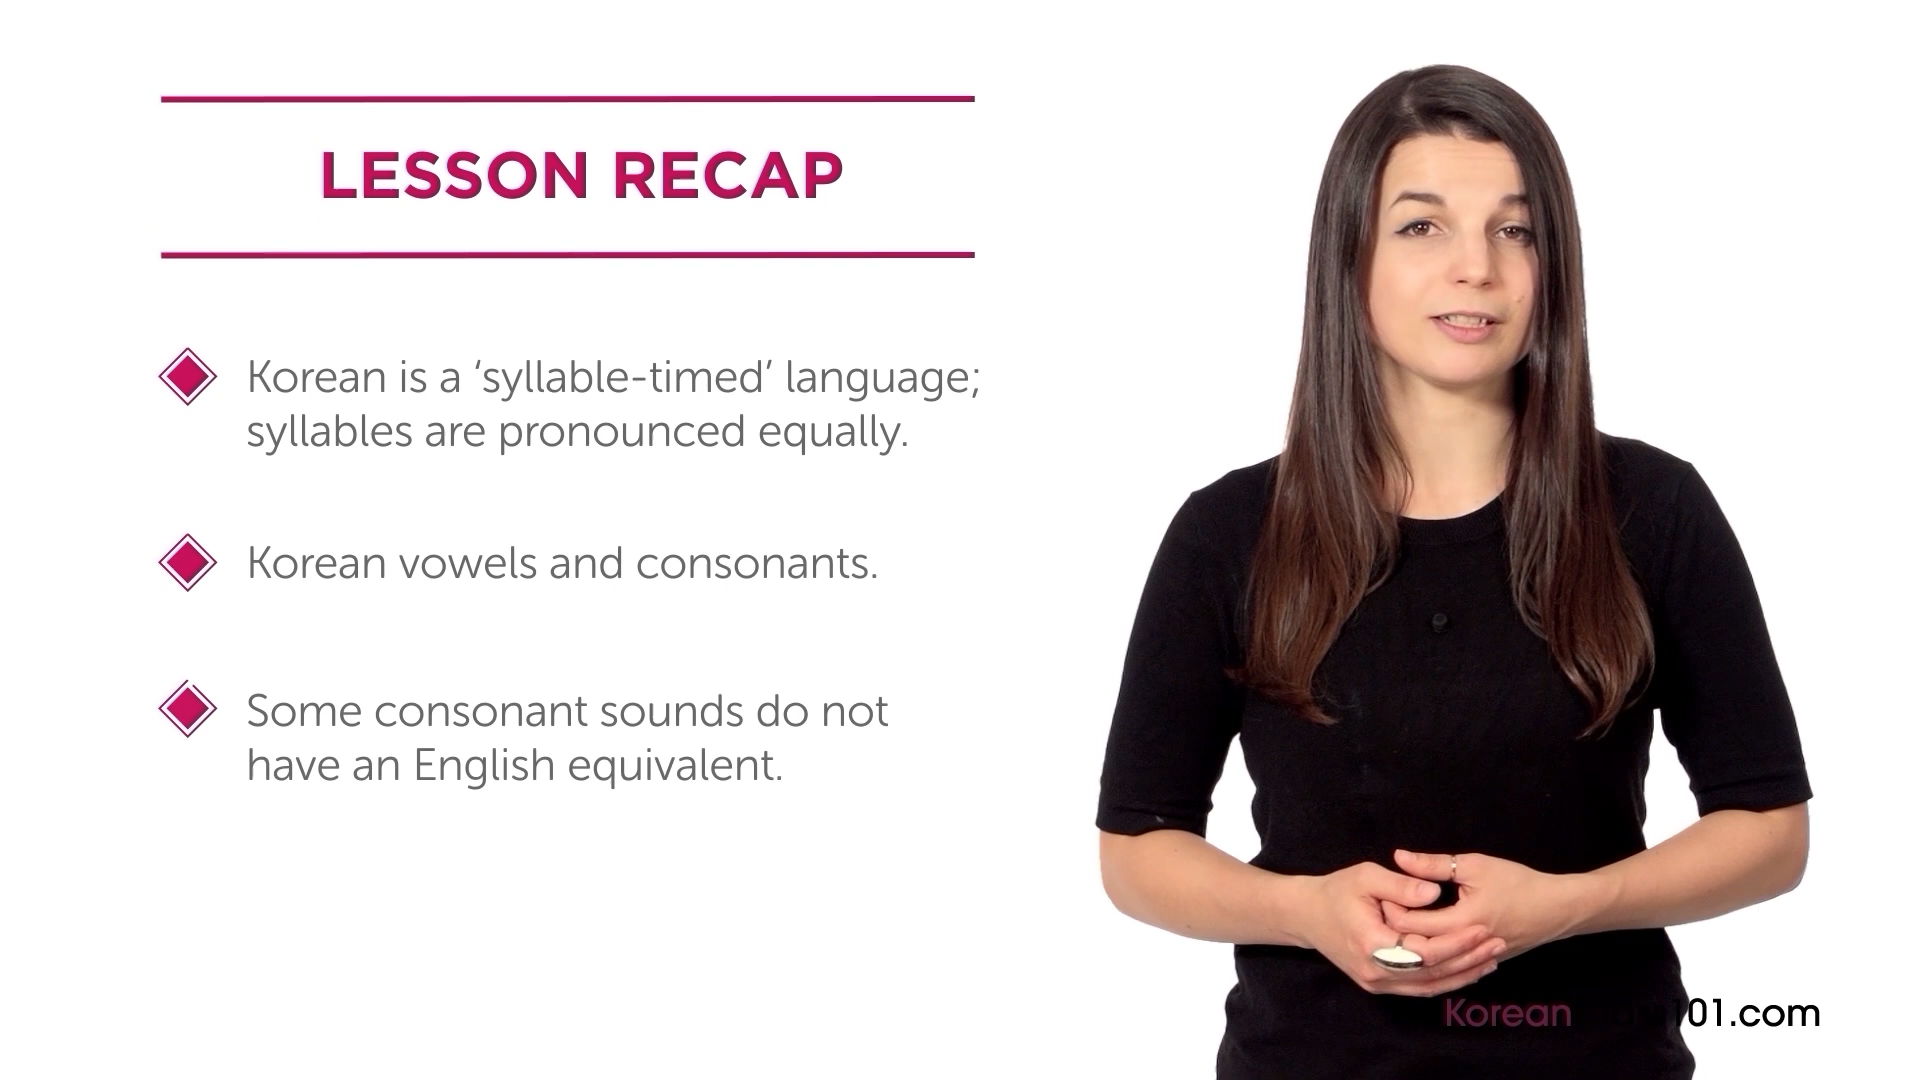 LESSON RECAP
Korean is a ‘syllable-timed’ language;
syllables are pronounced equally.
Korean vowels and consonants.
Some consonant sounds do not
have an English equivalent.
Korean 101.com